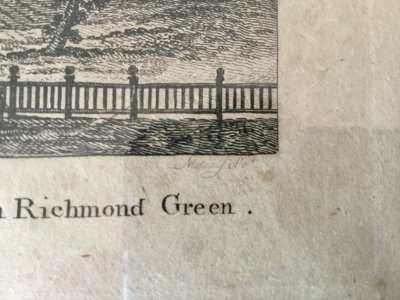 n Richmond Green .